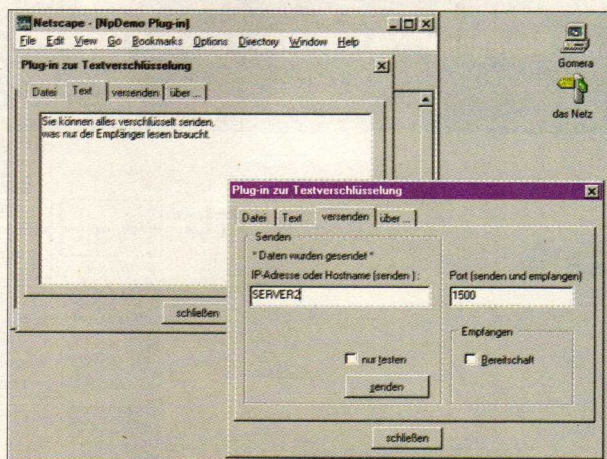 Netscape - [NpDemo Plug-in]
File Edit View Go Bookmarks Options Directory Window Help
Plug-in zur Textverschlüsselung
Datei Text versenden über ...
Sie können alles verschlüsselt senden,
was nur der Empfänger lesen braucht.
schließen
Gomera
das Netz
Plug-in zur Textverschlüsselung
Datei Text versenden über ...
Senden
* Daten wurden gesendet *
IP-Adresse oder Hostname (senden) :
SERVER2
Port (senden und empfangen)
1500
nur testen
senden
Empfangen
Bereitschaft
schließen